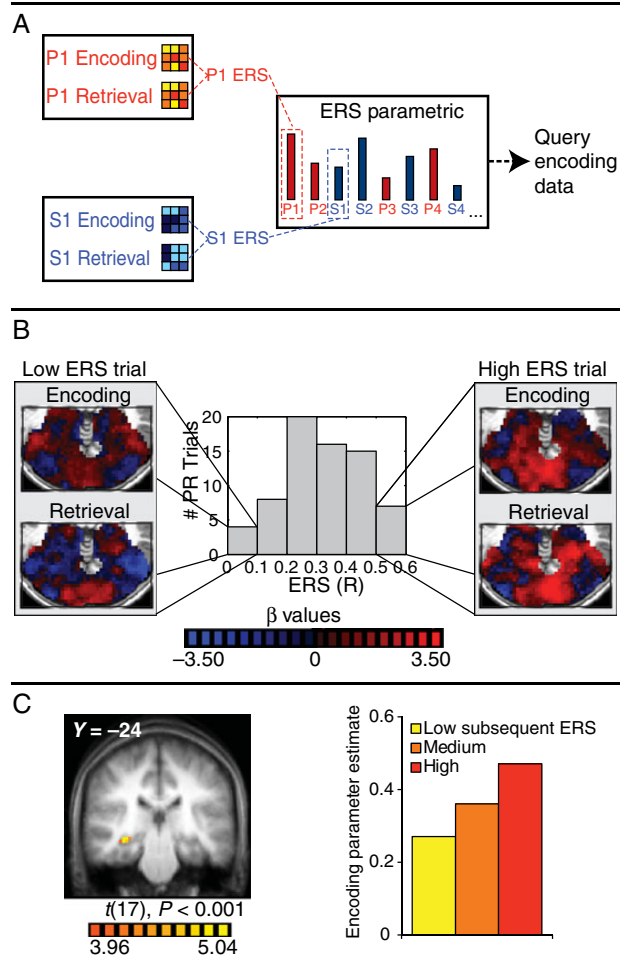 A
P1 Encoding
P1 Retrieval
P1 ERS
S1 Encoding
S1 Retrieval
S1 ERS
ERS parametric
P1 P2 S1 S2 P3 S3 P4 S4 ...
Query
encoding
data
B
Low ERS trial
Encoding
Retrieval
# PR Trials
20
15
10
5
0
0 0.1 0.2 0.3 0.4 0.5 0.6
ERS (R)
High ERS trial
Encoding
Retrieval
β values
–3.50 0 3.50
C
Y = –24
t(17), P < 0.001
3.96 5.04
Encoding parameter estimate
0.6
0.4
0.2
0
Low subsequent ERS
Medium
High